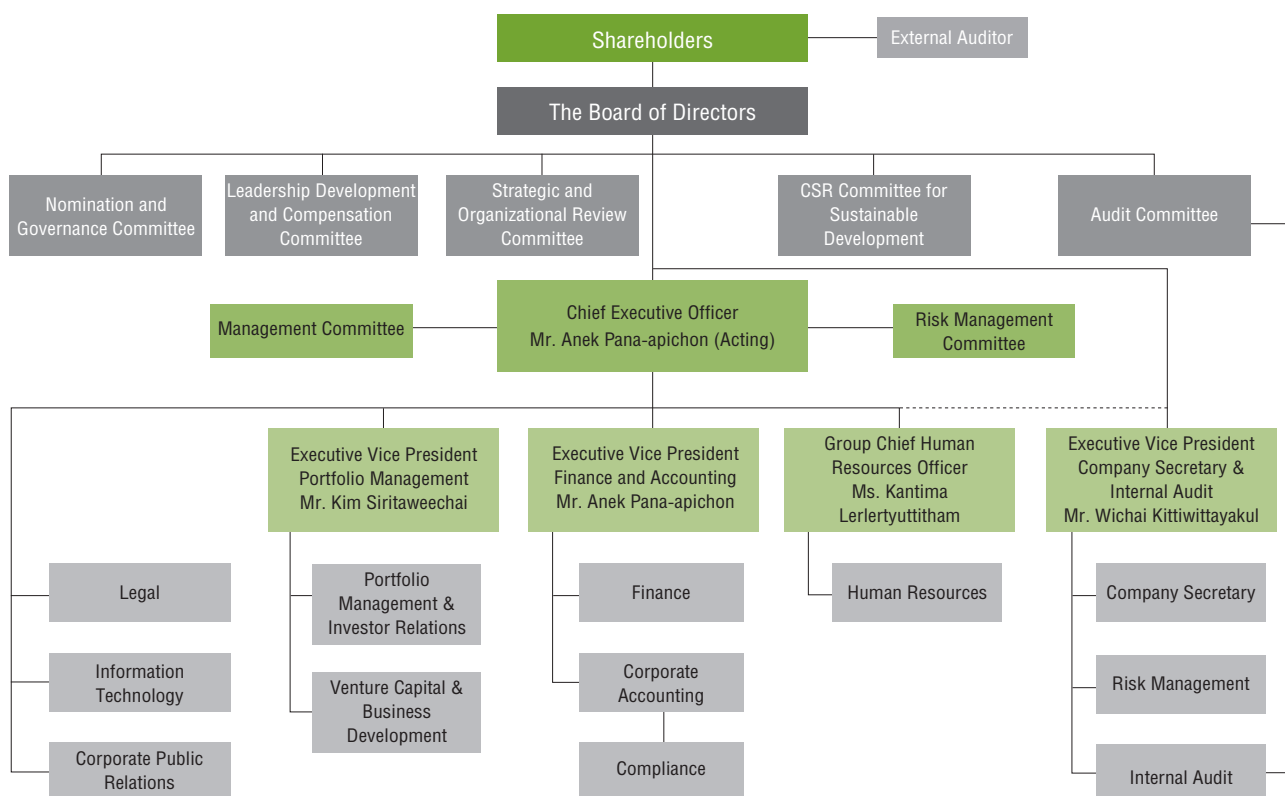 Shareholders
External Auditor
The Board of Directors
Nomination and
Governance Committee
Leadership Development
and Compensation
Committee
Strategic and
Organizational Review
Committee
CSR Committee for
Sustainable
Development
Audit Committee
Management Committee
Chief Executive Officer
Mr. Anek Pana-apichon (Acting)
Risk Management
Committee
Executive Vice President
Portfolio Management
Mr. Kim Siritaweechai
Executive Vice President
Finance and Accounting
Mr. Anek Pana-apichon
Group Chief Human
Resources Officer
Ms. Kantima
Lerlertyuttitham
Executive Vice President
Company Secretary &
Internal Audit
Mr. Wichai Kittiwittayakul
Legal
Portfolio
Management &
Investor Relations
Finance
Human Resources
Company Secretary
Information
Technology
Venture Capital &
Business
Development
Corporate
Accounting
Risk Management
Corporate Public
Relations
Compliance
Internal Audit